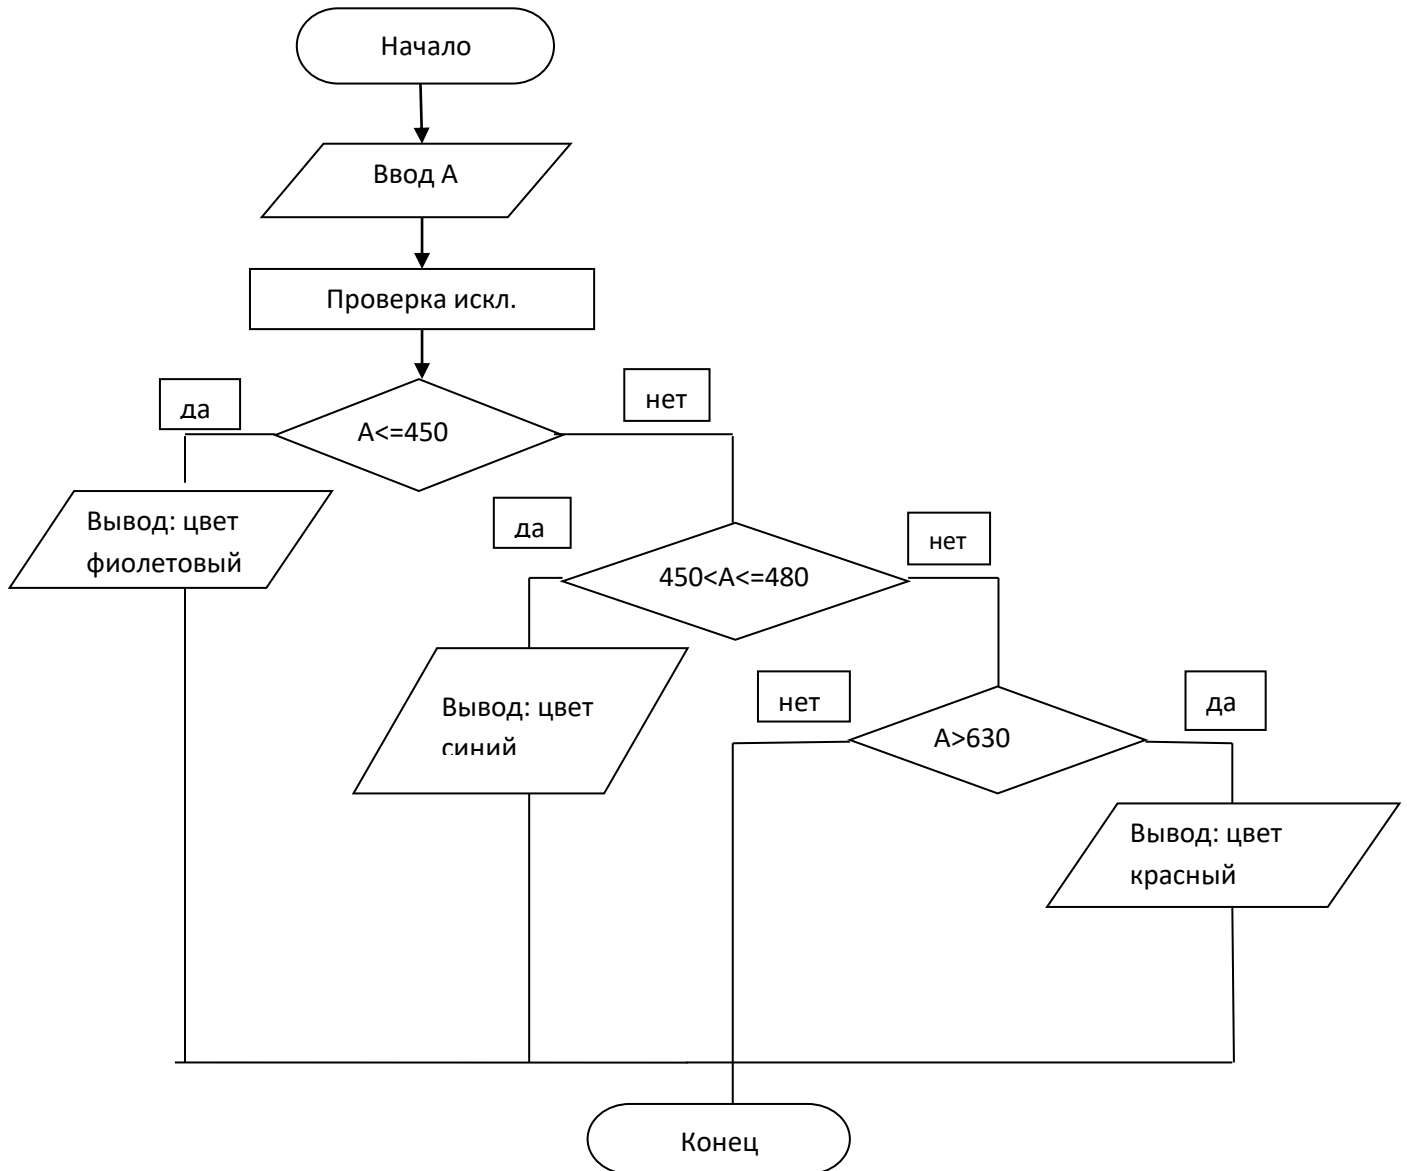 Начало
Ввод А
Проверка искл.
да
нет
A<=450
Вывод: цвет
фиолетовый
да
нет
450<A<=480
Вывод: цвет
синий
нет
да
A>630
Вывод: цвет
красный
Конец